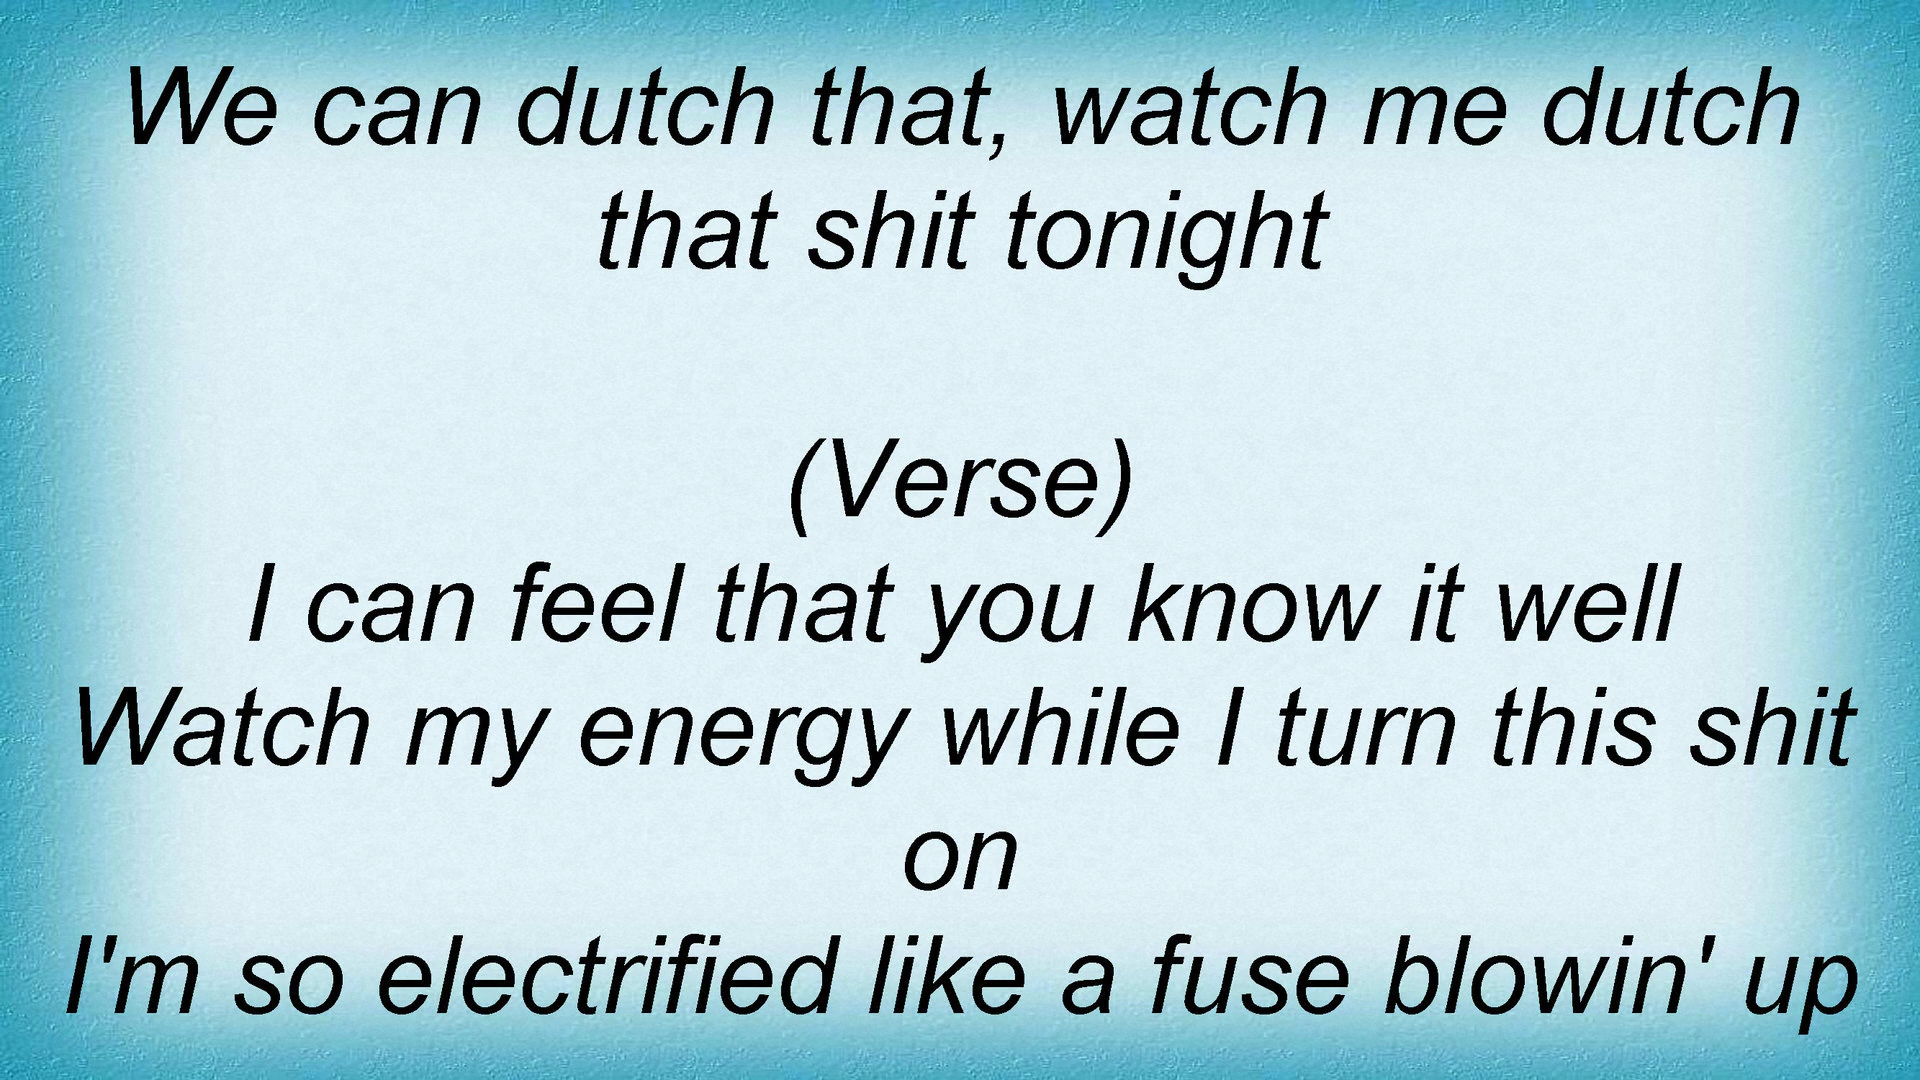 We can dutch that, watch me dutch
that shit tonight
(Verse)
I can feel that you know it well
Watch my energy while I turn this shit
on
I'm so electrified like a fuse blowin' up